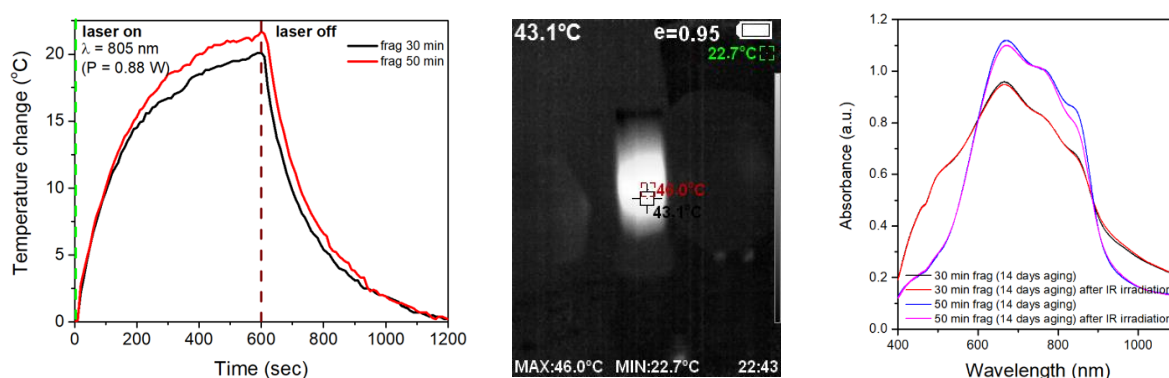 laser on
λ = 805 nm
(P = 0.88 W)
laser off
frag 30 min
frag 50 min
Temperature change (°C)
20
15
10
5
0
0
200
400
600
800
1000
1200
Time (sec)
43.1°C
e=0.95
22.7°C
46.0°C
43.1°C
MAX:46.0°C MIN:22.7°C 22:43
1.2
1.0
0.8
0.6
0.4
0.2
0.0
Absorbance (a.u.)
30 min frag (14 days aging)
30 min frag (14 days aging) after IR irradiation
50 min frag (14 days aging)
50 min frag (14 days aging) after IR irradiation
400
600
800
1000
Wavelength (nm)